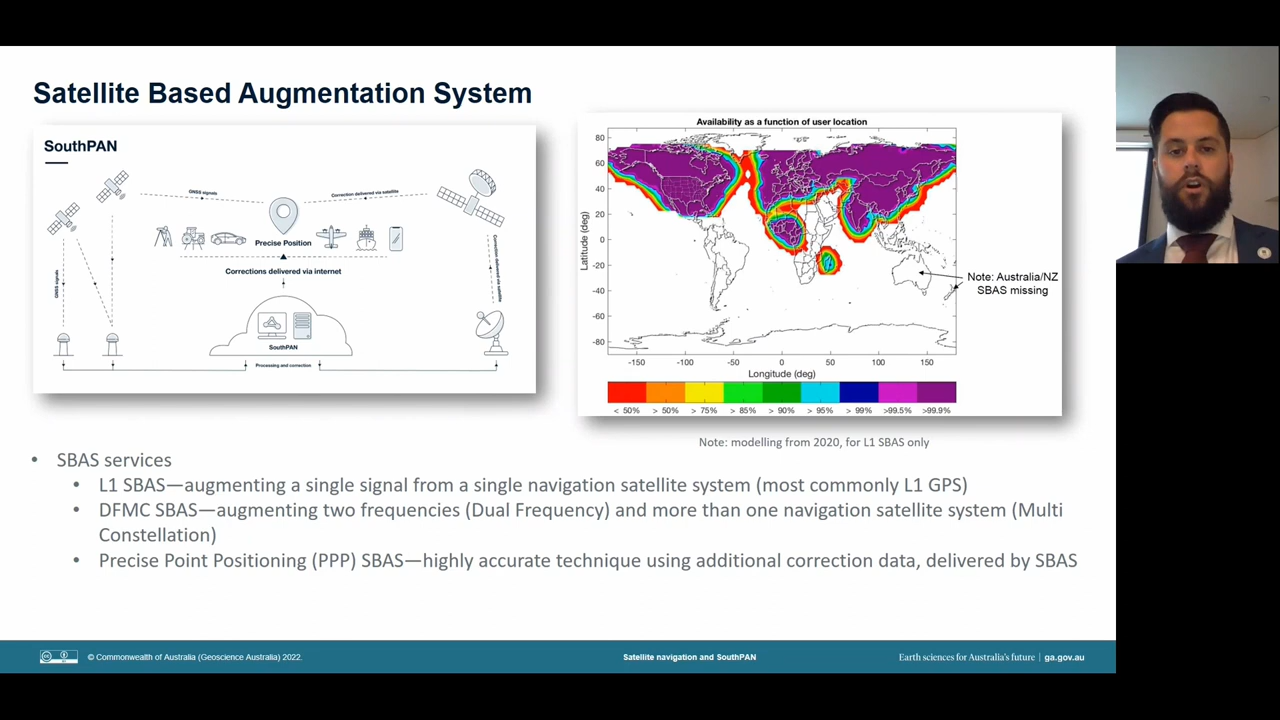 Satellite Based Augmentation System
SouthPAN
GNSS signals
Correction delivered via satellite
Precise Position
Corrections delivered via internet
GNSS signals
Correction delivered via satellite
SouthPAN
Processing and correction
Availability as a function of user location
Latitude (deg)
80
60
40
20
0
-20
-40
-60
-80
-150 -100 -50 0 50 100 150
Longitude (deg)
< 50% > 50% > 75% > 85% > 90% > 95% > 99% >99.5% >99.9%
Note: Australia/NZ
SBAS missing
Note: modelling from 2020, for L1 SBAS only
• SBAS services
• L1 SBAS—augmenting a single signal from a single navigation satellite system (most commonly L1 GPS)
• DFMC SBAS—augmenting two frequencies (Dual Frequency) and more than one navigation satellite system (Multi
Constellation)
• Precise Point Positioning (PPP) SBAS—highly accurate technique using additional correction data, delivered by SBAS
© Commonwealth of Australia (Geoscience Australia) 2022.
Satellite navigation and SouthPAN
Earth sciences for Australia's future | ga.gov.au